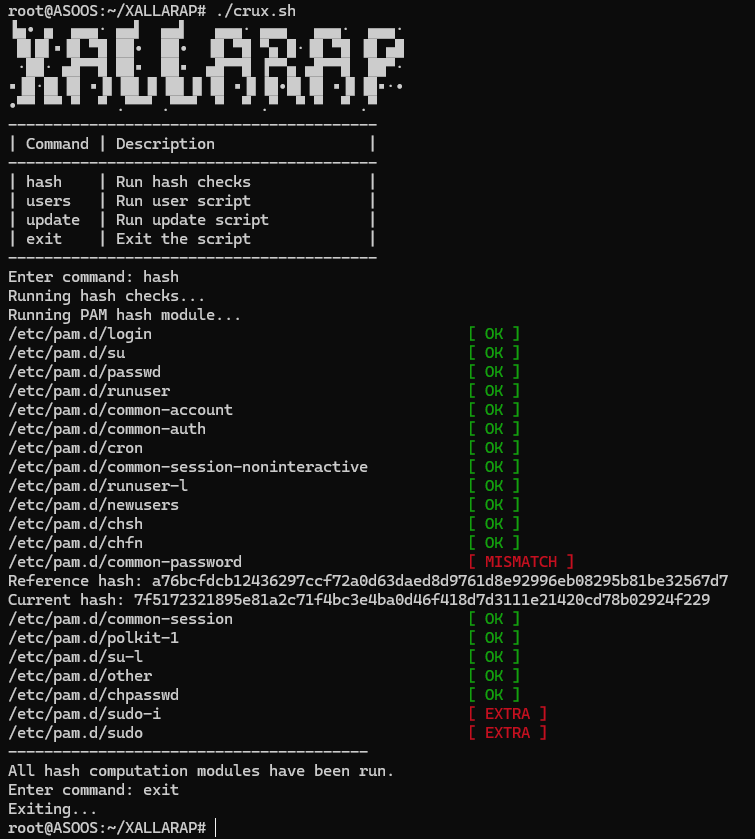 root@ASOOS:~/XALLARAP# ./crux.sh
XALLARAP
-----------------------------------------
| Command | Description                 |
-----------------------------------------
| hash    | Run hash checks             |
| users   | Run user script             |
| update  | Run update script           |
| exit    | Exit the script             |
-----------------------------------------
Enter command: hash
Running hash checks...
Running PAM hash module...
/etc/pam.d/login [ OK ]
/etc/pam.d/su [ OK ]
/etc/pam.d/passwd [ OK ]
/etc/pam.d/runuser [ OK ]
/etc/pam.d/common-account [ OK ]
/etc/pam.d/common-auth [ OK ]
/etc/pam.d/cron [ OK ]
/etc/pam.d/common-session-noninteractive [ OK ]
/etc/pam.d/runuser-l [ OK ]
/etc/pam.d/newusers [ OK ]
/etc/pam.d/chsh [ OK ]
/etc/pam.d/chfn [ OK ]
/etc/pam.d/common-password [ MISMATCH ]
Reference hash: a76bcfdcb12436297ccf72a0d63daed8d9761d8e92996eb08295b81be32567d7
Current hash: 7f5172321895e81a2c71f4bc3e4ba0d46f418d7d3111e21420cd78b02924f229
/etc/pam.d/common-session [ OK ]
/etc/pam.d/polkit-1 [ OK ]
/etc/pam.d/su-l [ OK ]
/etc/pam.d/other [ OK ]
/etc/pam.d/chpasswd [ OK ]
/etc/pam.d/sudo-i [ EXTRA ]
/etc/pam.d/sudo [ EXTRA ]
----------------------------------------
All hash computation modules have been run.
Enter command: exit
Exiting...
root@ASOOS:~/XALLARAP#